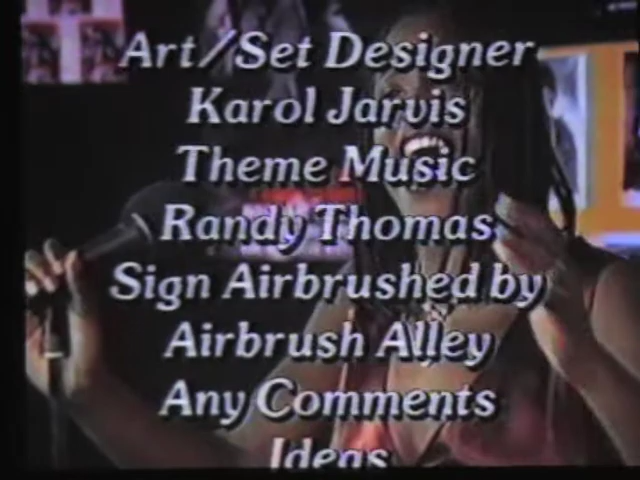 Art/Set Designer
Karol Jarvis
Theme Music
Randy Thomas
Sign Airbrushed by
Airbrush Alley
Any Comments
Ideas